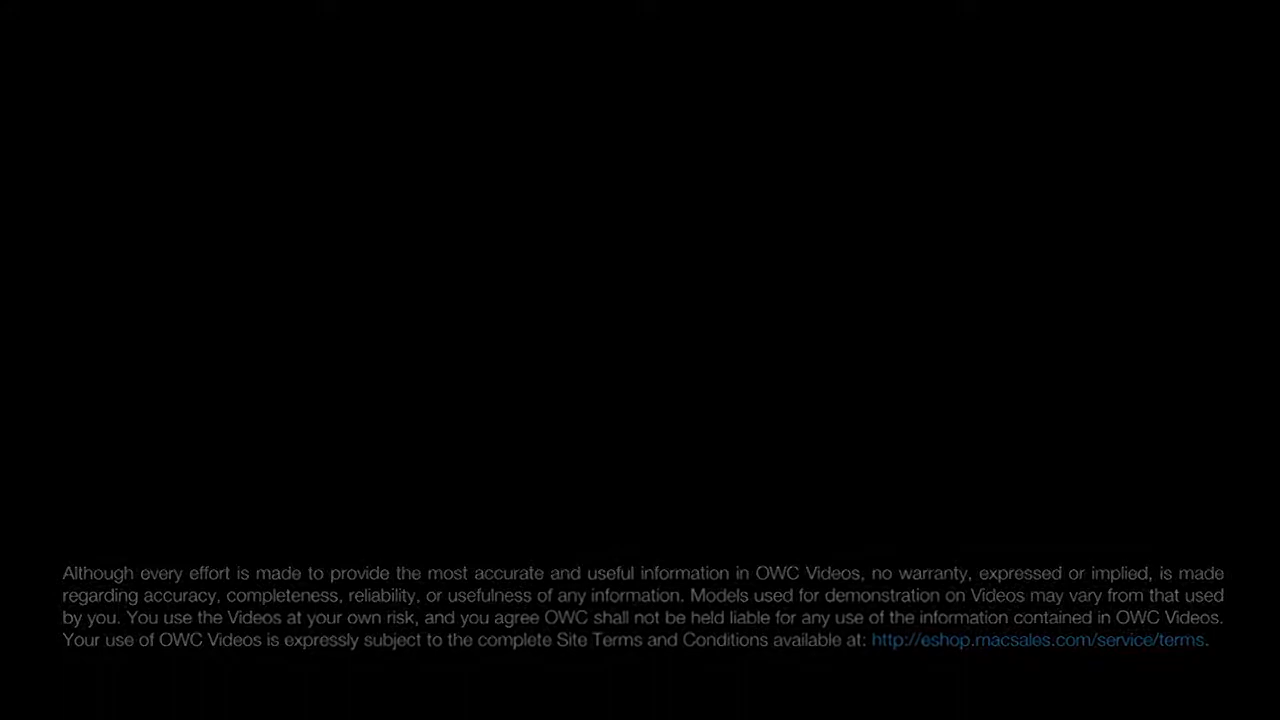 Although every effort is made to provide the most accurate and useful information in OWC Videos, no warranty, expressed or implied, is made
regarding accuracy, completeness, reliability, or usefulness of any information. Models used for demonstration on Videos may vary from that used
by you. You use the Videos at your own risk, and you agree OWC shall not be held liable for any use of the information contained in OWC Videos.
Your use of OWC Videos is expressly subject to the complete Site Terms and Conditions available at: http://eshop.macsales.com/service/terms.